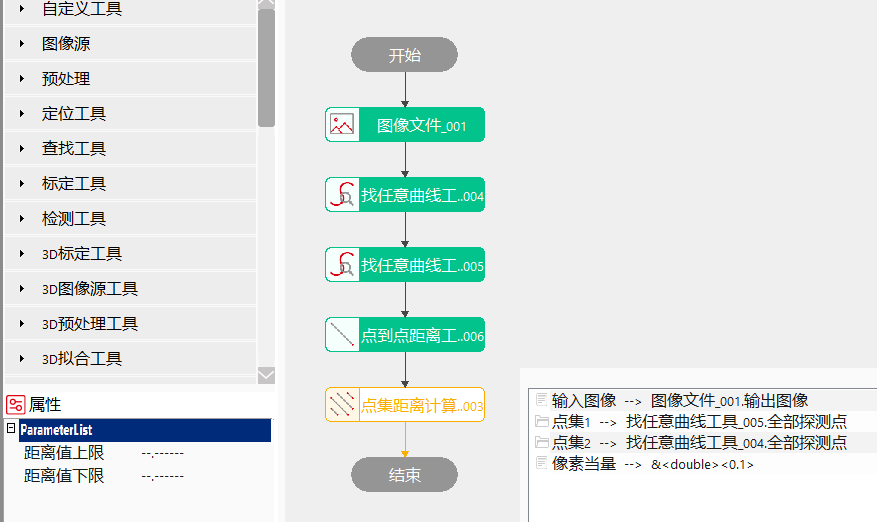 自定义工具
图像源
预处理
定位工具
查找工具
标定工具
检测工具
3D标定工具
3D图像源工具
3D预处理工具
3D拟合工具
属性
ParameterList
距离值上限 --.------
距离值下限 --.------
开始
图像文件_001
找任意曲线工..004
找任意曲线工..005
点到点距离工..006
点集距离计算..003
结束
输入图像 --> 图像文件_001.输出图像
点集1 --> 找任意曲线工具_005.全部探测点
点集2 --> 找任意曲线工具_004.全部探测点
像素当量 --> &<double><0.1>